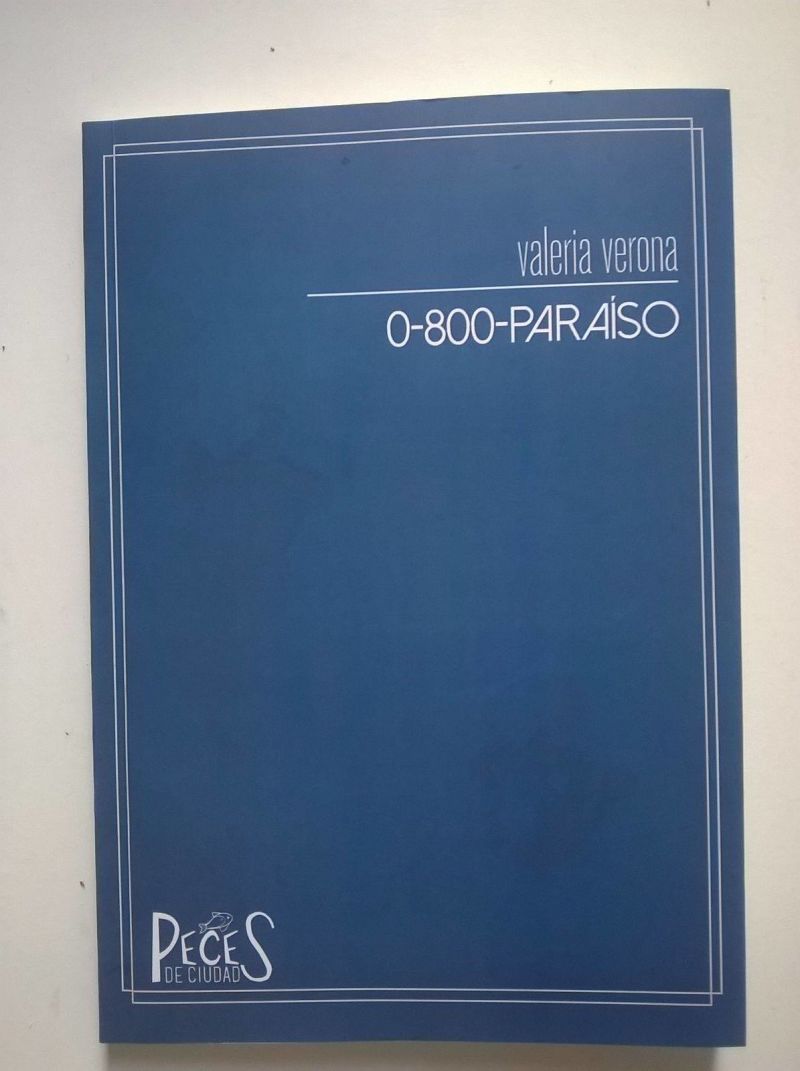 valeria verona
0-800-PARAÍSO
PECES
DE CIUDAD